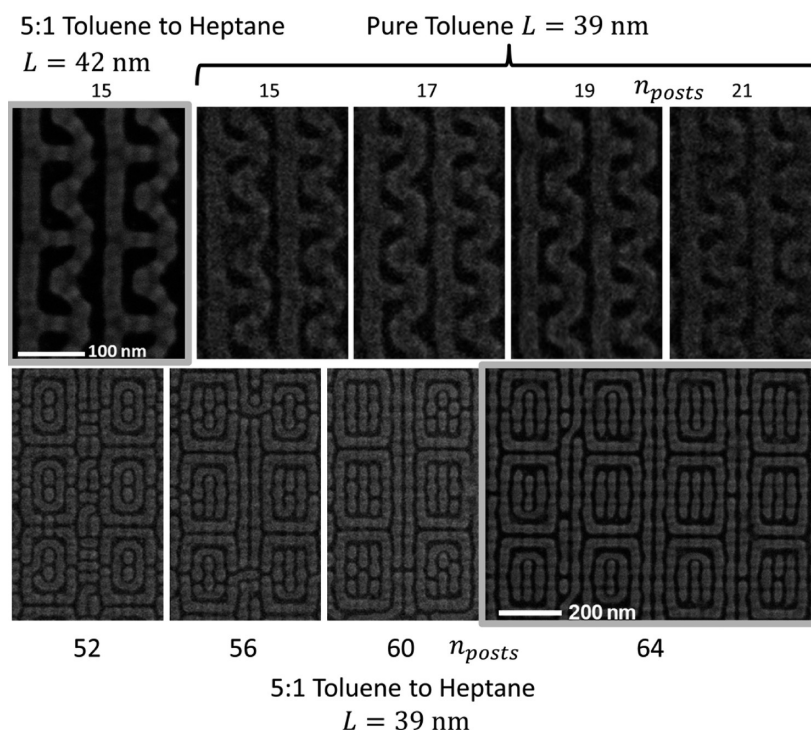 5:1 Toluene to Heptane
L = 42 nm
Pure Toluene L = 39 nm
15 15 17 19 n_posts 21
100 nm
200 nm
52 56 60 n_posts 64
5:1 Toluene to Heptane
L = 39 nm